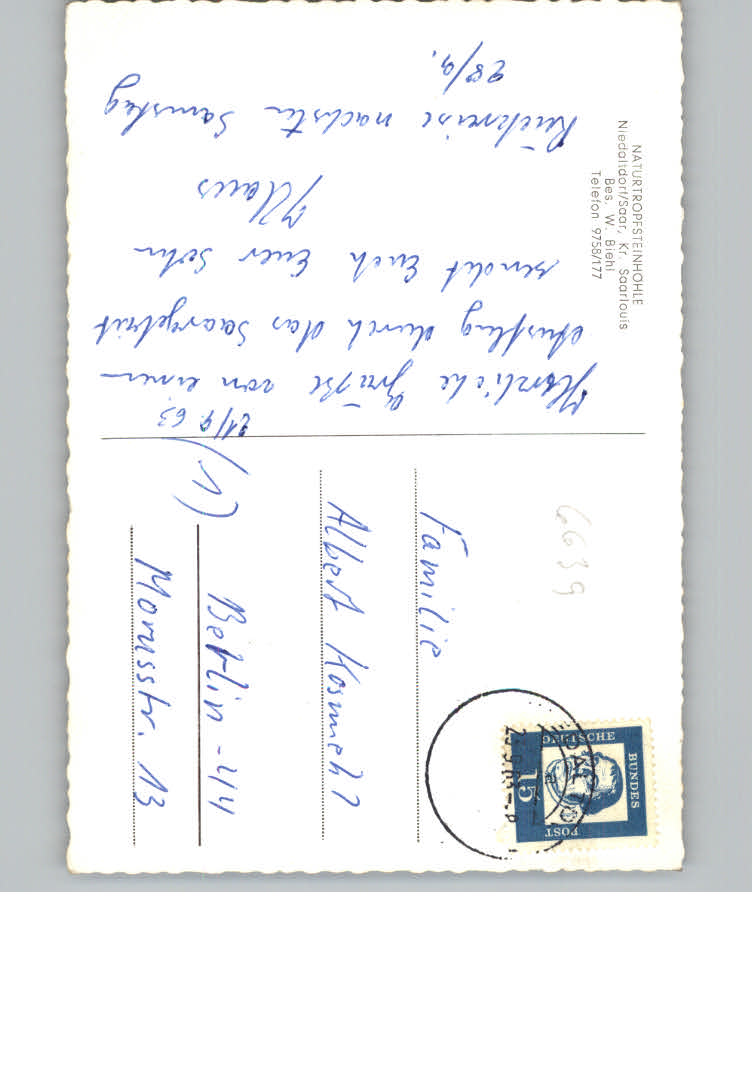 NATURTROPFSTEINHÖHLE
Niedaltdorf/Saar, Kr. Saarlouis
Bes. W. Biehl
Telefon 9758/177
21/9.63.
Herzliche Grüße von einem
Ausflug durch das Saargebiet
sendet Euch Euer Sohn
Klaus
Rückreise nächsten Samstag
28/9.
6639
DEUTSCHE
BUNDES
POST
15
Familie
Albert Kosmehl
(1)
Berlin - 44
Morusstr. 13